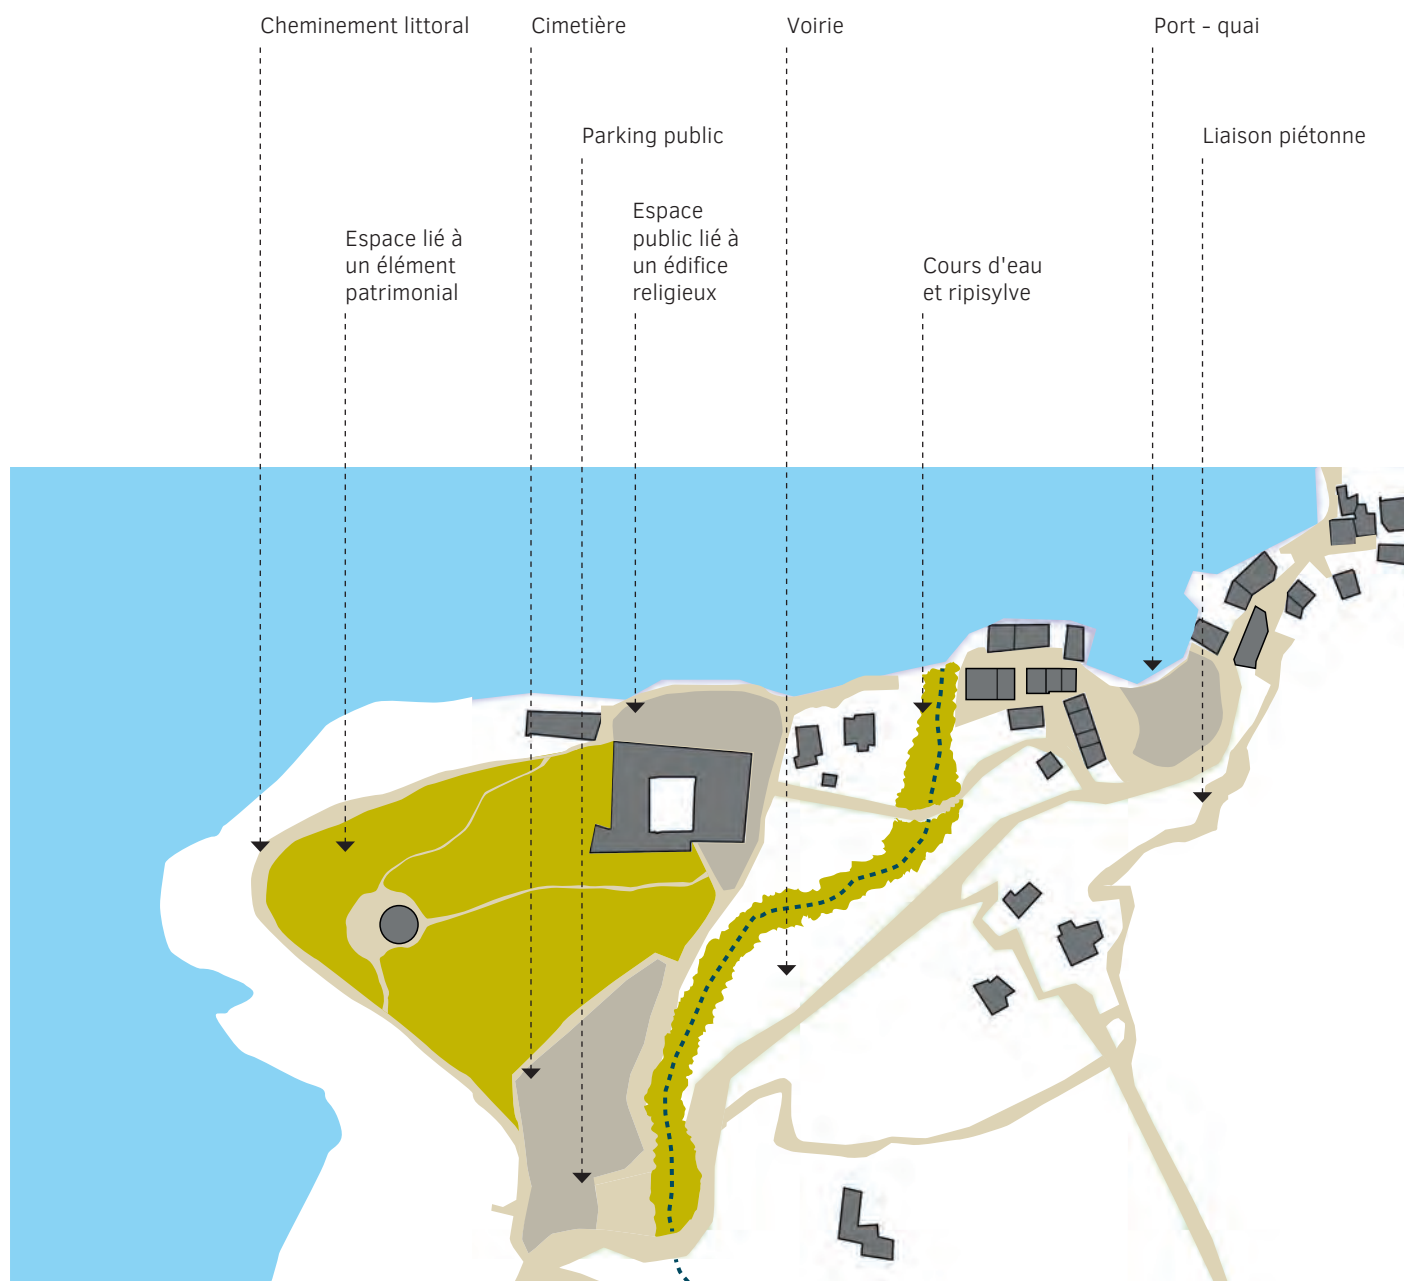 Cheminement littoral
Cimetière
Voirie
Port - quai
Parking public
Liaison piétonne
Espace
public lié à
un édifice
religieux
Espace lié à
un élément
patrimonial
Cours d'eau
et ripisylve